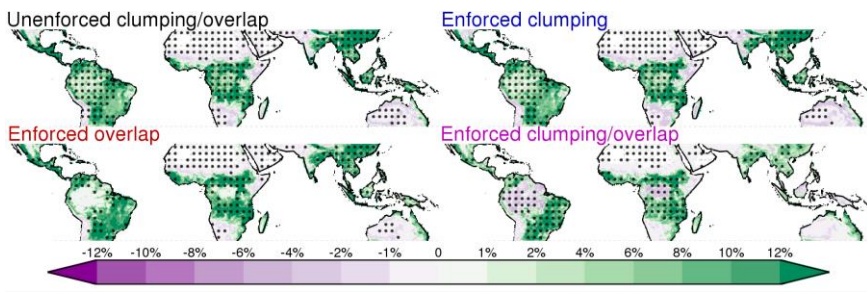 Unenforced clumping/overlap
Enforced clumping
Enforced overlap
Enforced clumping/overlap
-12% -10% -8% -6% -4% -2% -1% 0 1% 2% 4% 6% 8% 10% 12%